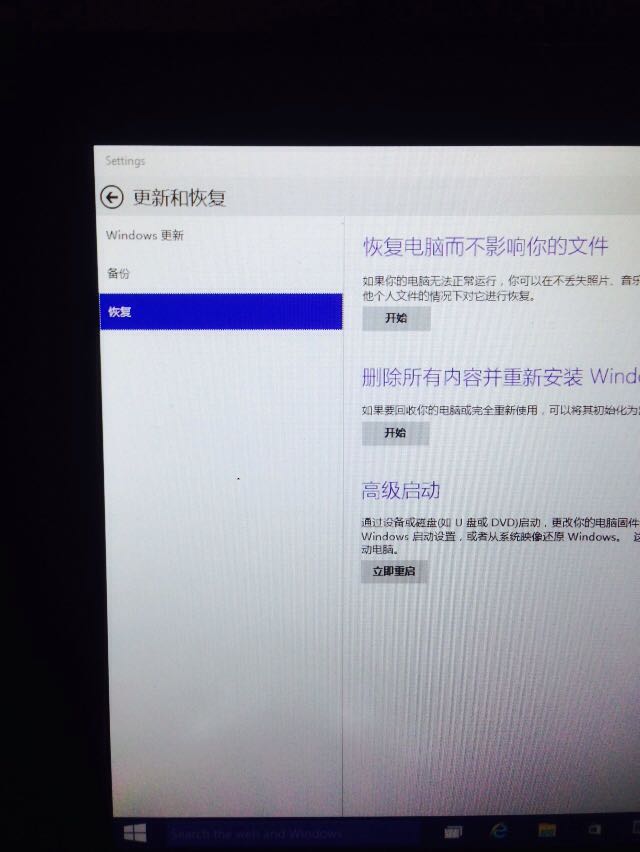 Settings
更新和恢复
Windows 更新
备份
恢复
恢复电脑而不影响你的文件
如果你的电脑无法正常运行，你可以在不丢失照片、音乐
他个人文件的情况下对它进行恢复。
开始
删除所有内容并重新安装 Windo
如果要回收你的电脑或完全重新使用，可以将其初始化为
开始
高级启动
通过设备或磁盘(如 U 盘或 DVD)启动，更改你的电脑固件
Windows 启动设置，或者从系统映像还原 Windows。 这
动电脑。
立即重启
Search the web and Windows